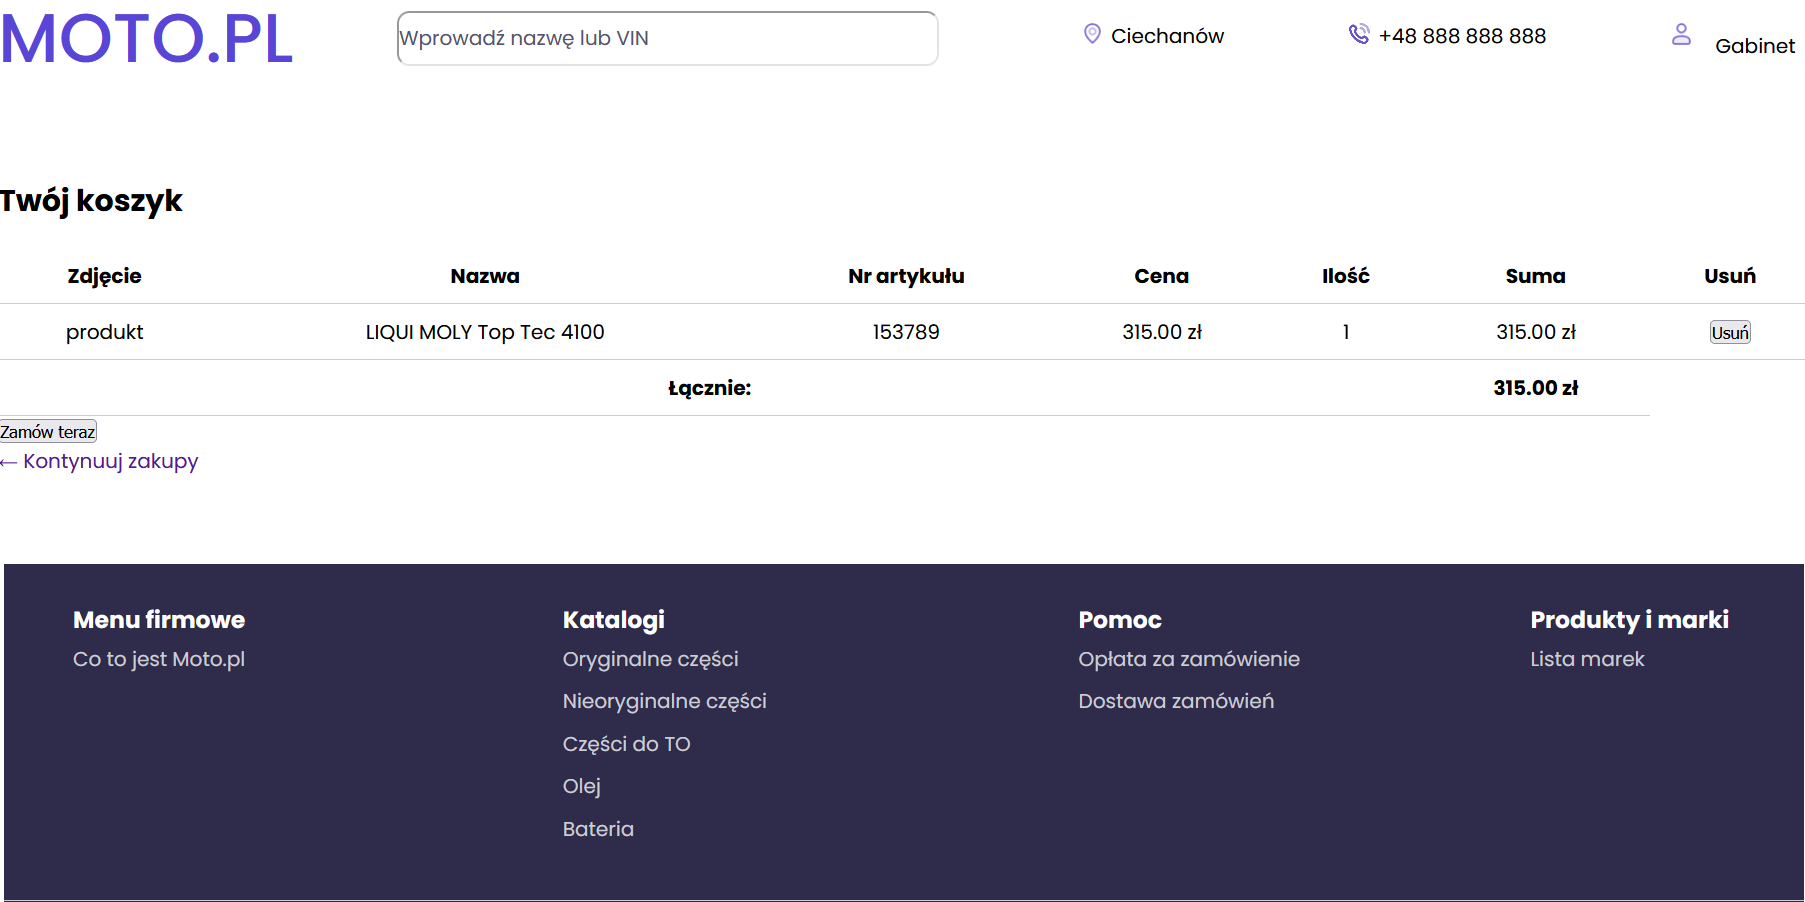 MOTO.PL
Wprowadź nazwę lub VIN
Ciechanów
+48 888 888 888
Gabinet
Twój koszyk
Zdjęcie Nazwa Nr artykułu Cena Ilość Suma Usuń
produkt LIQUI MOLY Top Tec 4100 153789 315.00 zł 1 315.00 zł Usuń
Łącznie: 315.00 zł
Zamów teraz
← Kontynuuj zakupy
Menu firmowe
Co to jest Moto.pl
Katalogi
Oryginalne części
Nieoryginalne części
Części do TO
Olej
Bateria
Pomoc
Opłata za zamówienie
Dostawa zamówień
Produkty i marki
Lista marek